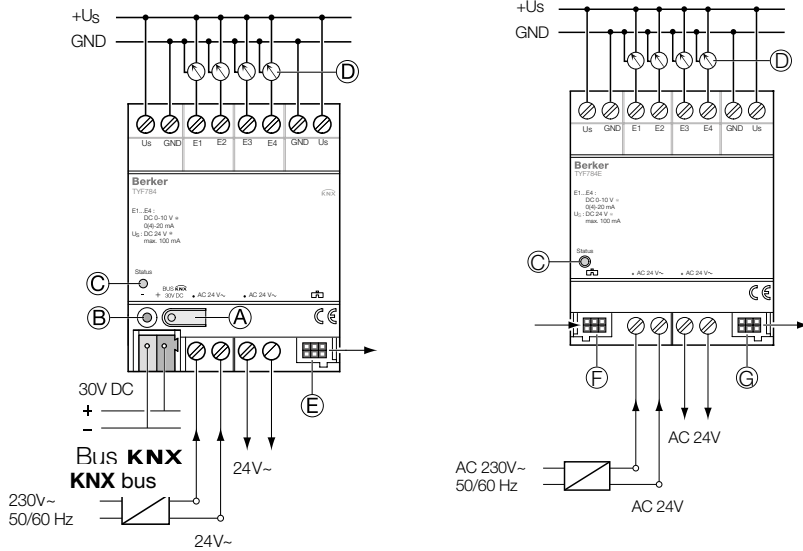 +Us
GND
D
Us GND E1 E2 E3 E4 GND Us
Berker
TYF784
KNX
E1...E4 :
DC 0-10 V =
0(4)-20 mA
Us : DC 24 V =
max. 100 mA
Status
C
- + BUS KNX 30V DC • AC 24 V~ • AC 24 V~
B
A
CE
E
30V DC
+
-
Bus KNX
KNX bus
24V~
230V~
50/60 Hz
24V~
+Us
GND
D
Us GND E1 E2 E3 E4 GND Us
Berker
TYF784E
E1...E4 :
DC 0-10 V =
0(4)-20 mA
Us : DC 24 V =
max. 100 mA
Status
C
• AC 24 V~ • AC 24 V~
CE
F
G
AC 24V
AC 230V~
50/60 Hz
AC 24V